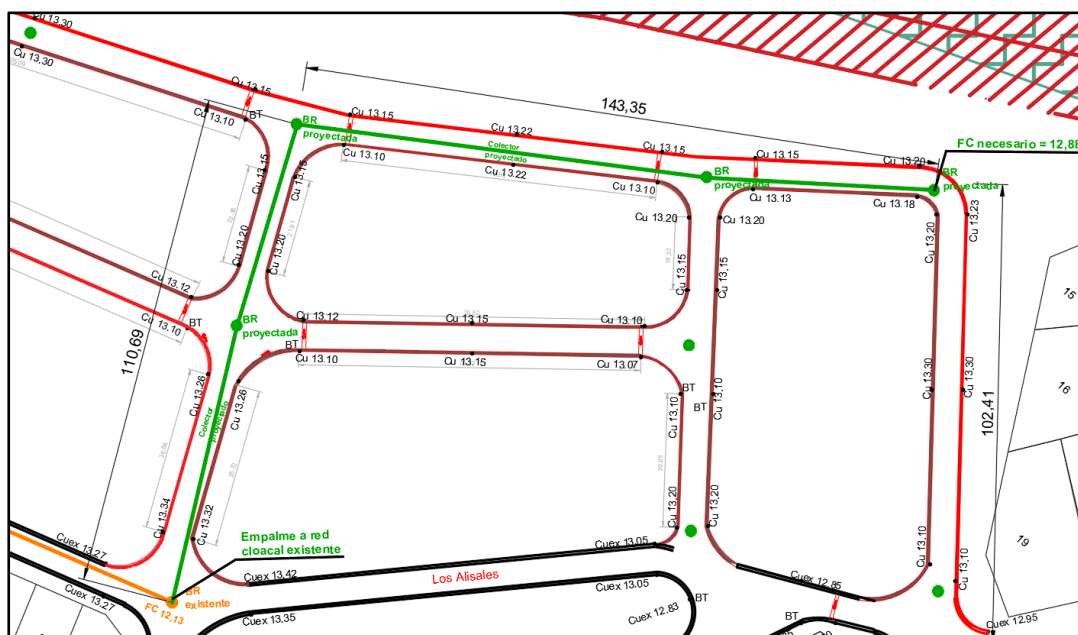 Cu 13.30
Cu 13.30
Cu 13.15
Cu 13.10
BT
BR
proyectada
Cu 13.15
143,35
Cu 13.22
Cu 13.15
Cu 13.15
Cu 13.20
FC necesario = 12,88
BR
proyectada
Colector
proyectado
Cu 13.10
Cu 13.22
Cu 13.10
BR
proyectada
Cu 13.13
Cu 13.18
Cu 13,23
Cu 13.15
Cu 13.15
Cu 13.20
Cu 13.20
Cu 13,20
Cu 13.20
Cu 13.20
Cu 13,15
Cu 13,15
Cu 13.12
Cu 13.10
BT
BR
proyectada
Cu 13.12
Cu 13.15
Cu 13.10
BT
Cu 13.10
Cu 13.15
Cu 13.07
110,69
15
16
19
102,41
Cu 13,30
Cu 13,30
Cu 13.26
Cu 13.26
BT
Cu 13,10
BT
Cu 13,10
Colector
proyectado
Cu 13.34
Cu 13.32
Cu 13,20
Cu 13,20
Cu 13,10
Cu 13,10
Empalme a red
cloacal existente
Cuex 13.27
Cuex 13.27
Cuex 13.42
Cuex 13.05
Los Alisales
BR
existente
FC 12,13
Cuex 13.35
Cuex 13.05
Cuex 12.83
BT
Cuex 12.85
BT
Cuex 12.95